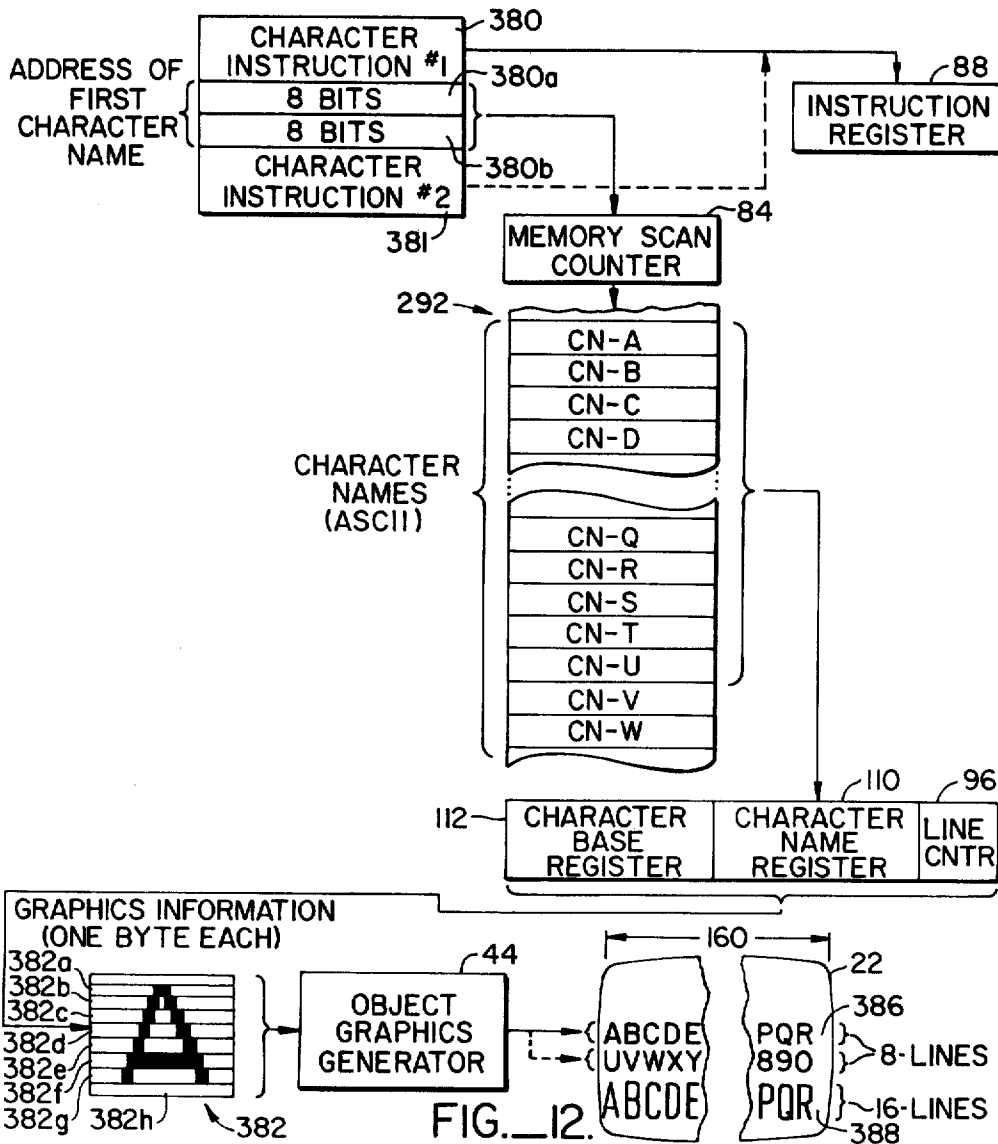 380
CHARACTER
INSTRUCTION #1
380a
ADDRESS OF
FIRST
CHARACTER
NAME
8 BITS
8 BITS
380b
CHARACTER
INSTRUCTION #2
381
88
INSTRUCTION
REGISTER
84
MEMORY SCAN
COUNTER
292
CN-A
CN-B
CN-C
CN-D
CHARACTER
NAMES
(ASCII)
CN-Q
CN-R
CN-S
CN-T
CN-U
CN-V
CN-W
110
96
112
CHARACTER
BASE
REGISTER
CHARACTER
NAME
REGISTER
LINE
CNTR
GRAPHICS INFORMATION
(ONE BYTE EACH)
382a
382b
382c
382d
382e
382f
382g
382h
382
44
OBJECT
GRAPHICS
GENERATOR
160
22
386
ABCDE PQR
UVWXY 890
8-LINES
ABCDE PQR
16-LINES
388
FIG.__12.